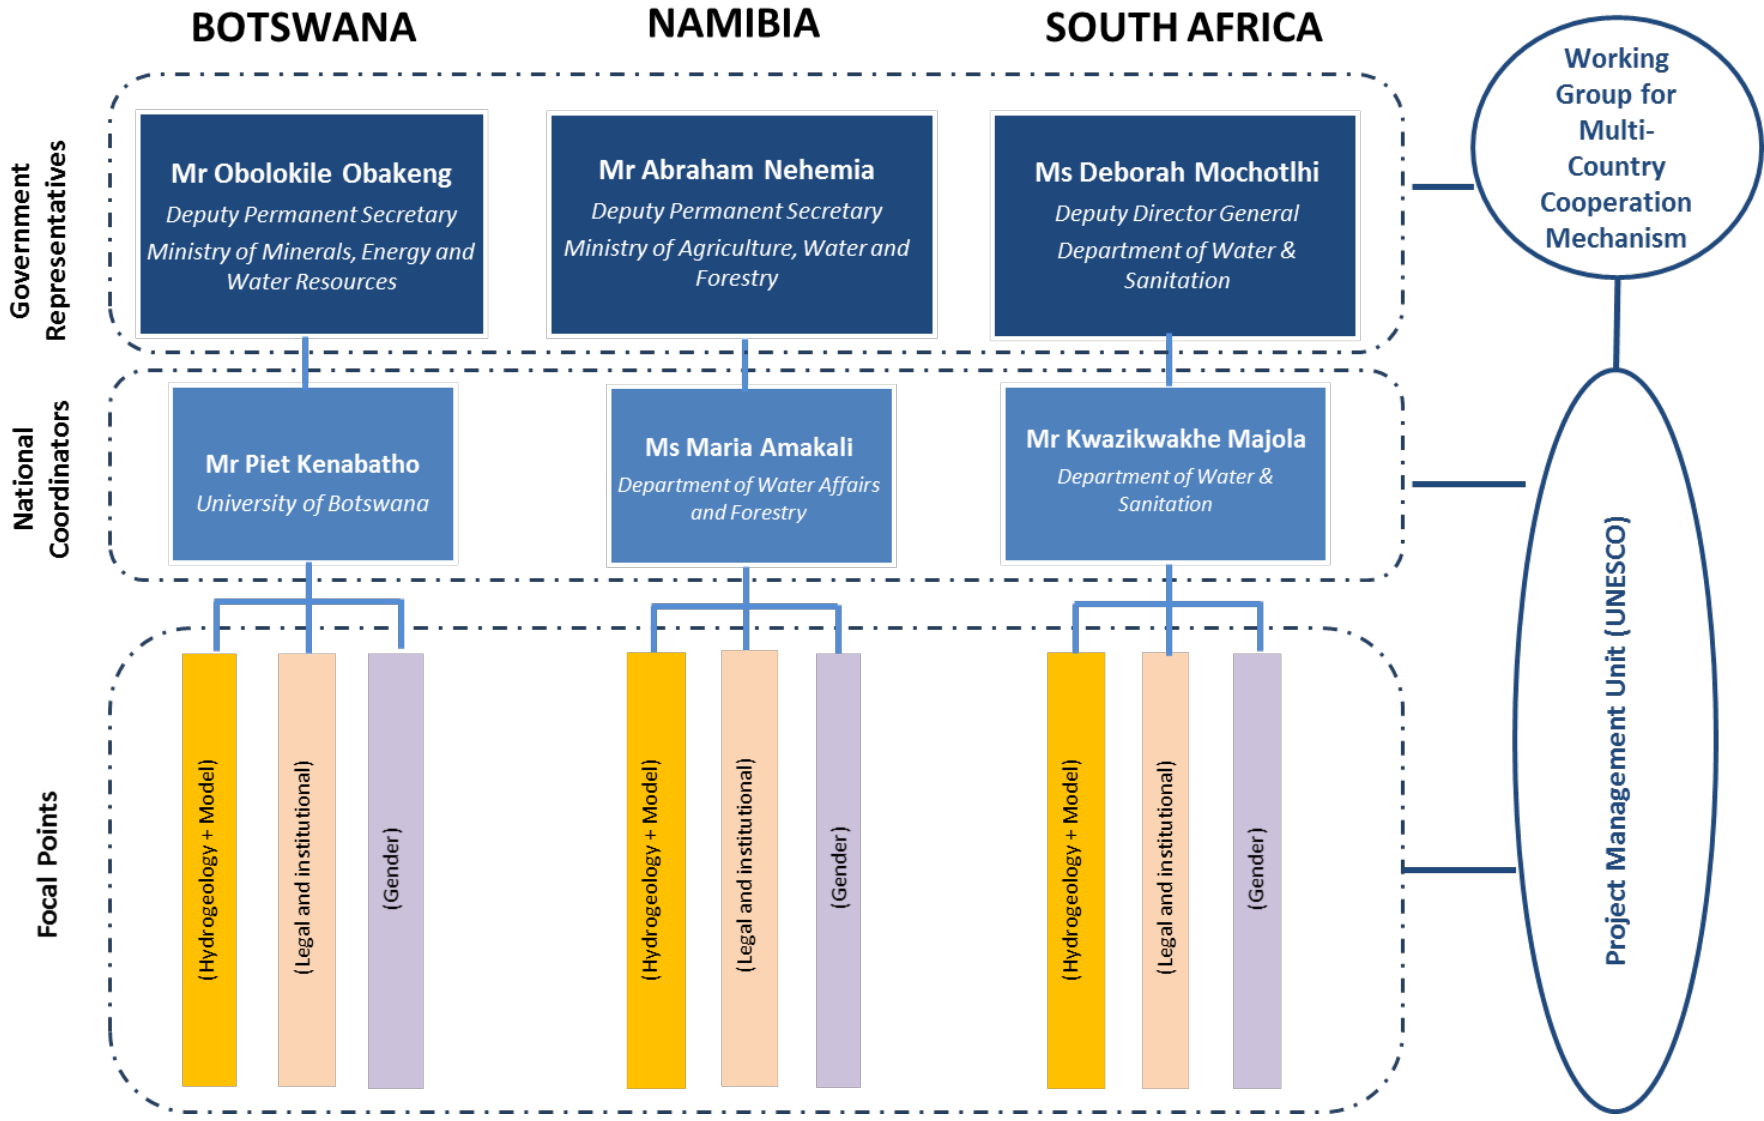 BOTSWANA
NAMIBIA
SOUTH AFRICA
Working
Group for
Multi-
Country
Cooperation
Mechanism
Government
Representatives
Mr Obolokile Obakeng
Deputy Permanent Secretary
Ministry of Minerals, Energy and
Water Resources
Mr Abraham Nehemia
Deputy Permanent Secretary
Ministry of Agriculture, Water and
Forestry
Ms Deborah Mochotlhi
Deputy Director General
Department of Water &
Sanitation
National
Coordinators
Mr Piet Kenabatho
University of Botswana
Ms Maria Amakali
Department of Water Affairs
and Forestry
Mr Kwazikwakhe Majola
Department of Water &
Sanitation
Project Management Unit (UNESCO)
Focal Points
(Hydrogeology + Model)
(Legal and institutional)
(Gender)
(Hydrogeology + Model)
(Legal and institutional)
(Gender)
(Hydrogeology + Model)
(Legal and institutional)
(Gender)